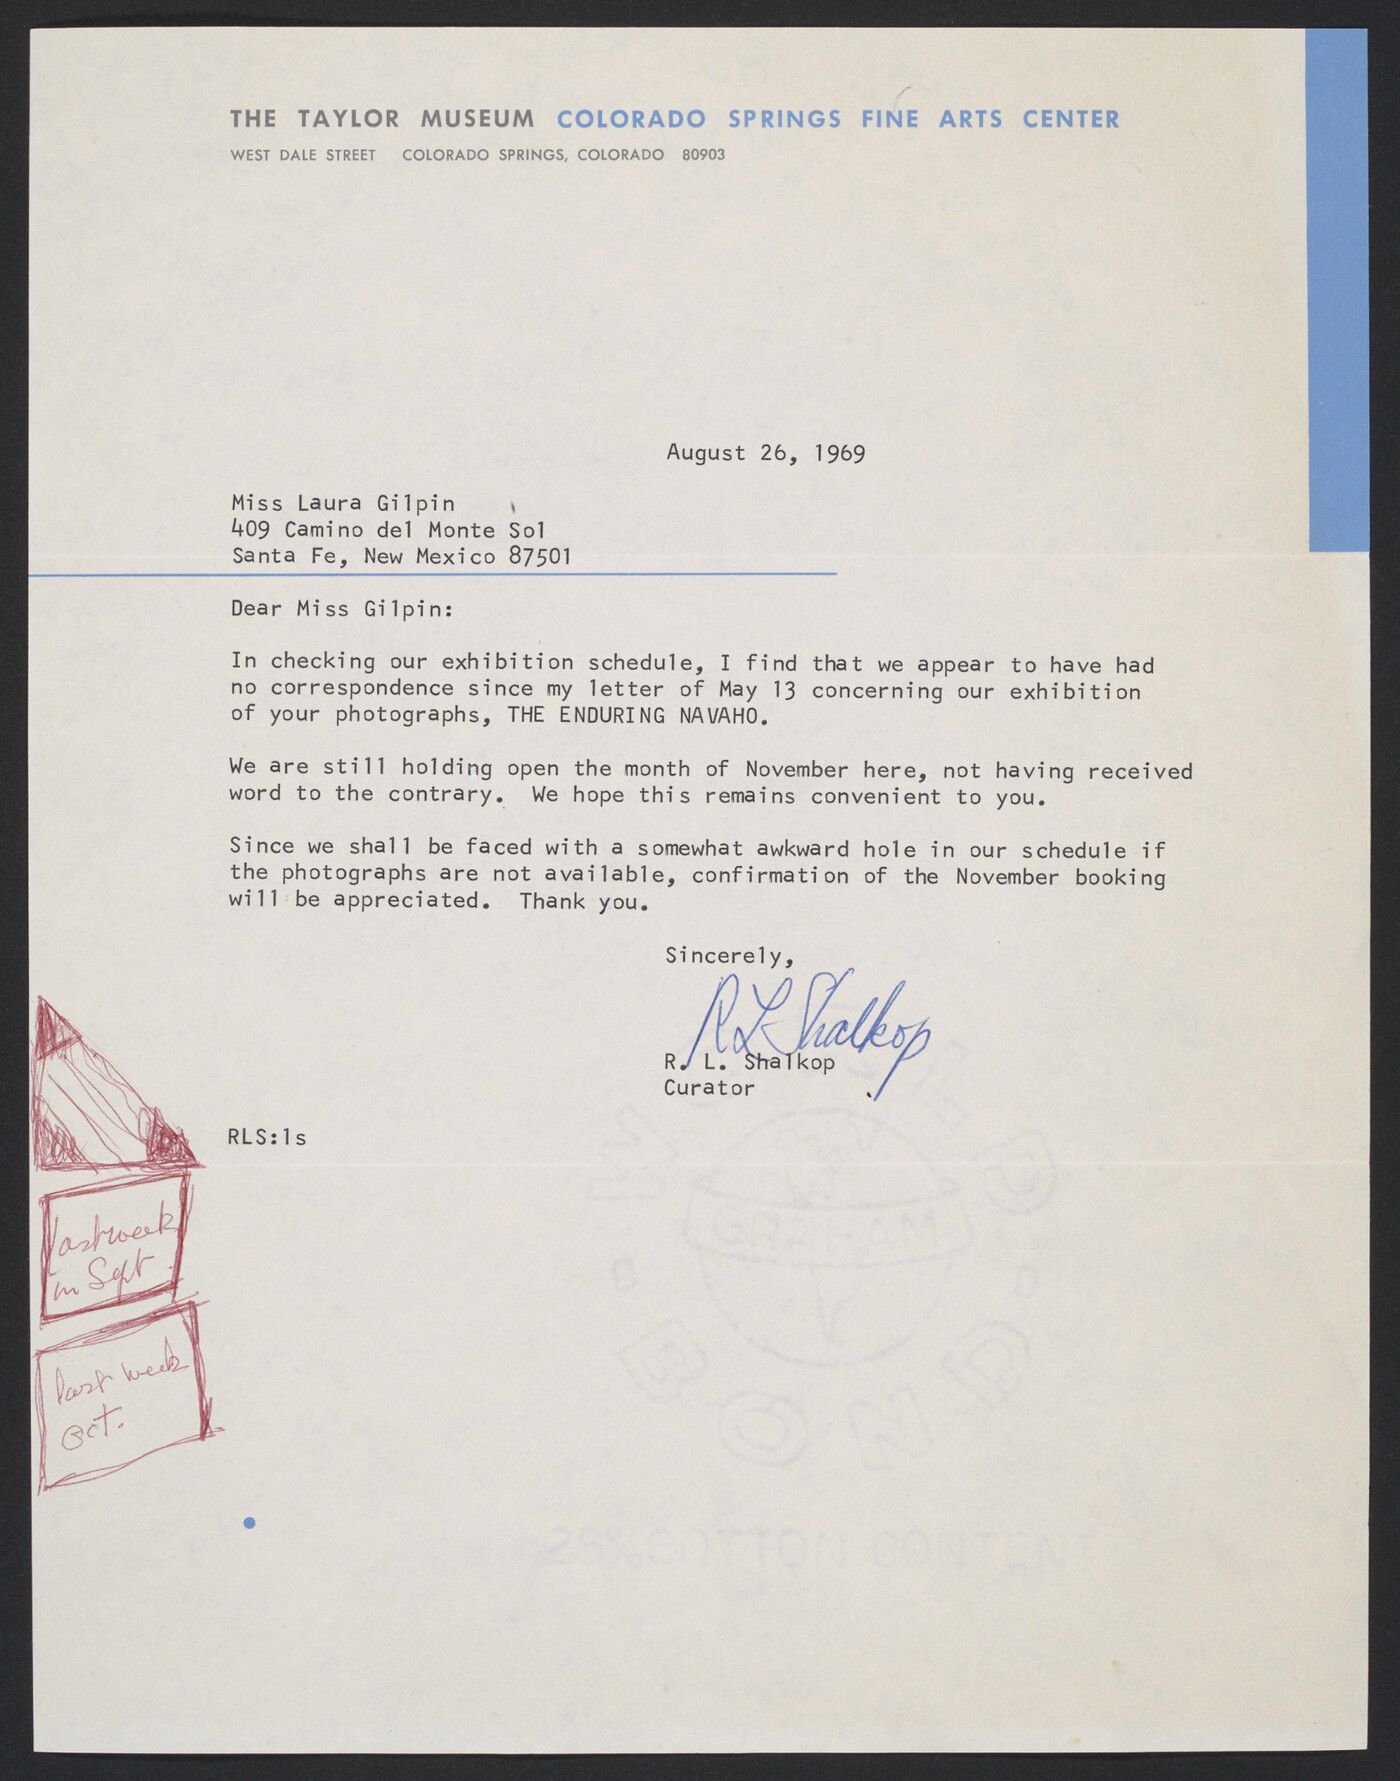 THE TAYLOR MUSEUM COLORADO SPRINGS FINE ARTS CENTER
WEST DALE STREET COLORADO SPRINGS, COLORADO 80903
August 26, 1969
Miss Laura Gilpin
409 Camino del Monte Sol
Santa Fe, New Mexico 87501
Dear Miss Gilpin:
In checking our exhibition schedule, I find that we appear to have had
no correspondence since my letter of May 13 concerning our exhibition
of your photographs, THE ENDURING NAVAHO.
We are still holding open the month of November here, not having received
word to the contrary. We hope this remains convenient to you.
Since we shall be faced with a somewhat awkward hole in our schedule if
the photographs are not available, confirmation of the November booking
will be appreciated. Thank you.
Sincerely,
R L Shalkop
R. L. Shalkop
Curator
RLS:ls
last week
in Sept
last week
Oct.
25% COTTON CONTENT